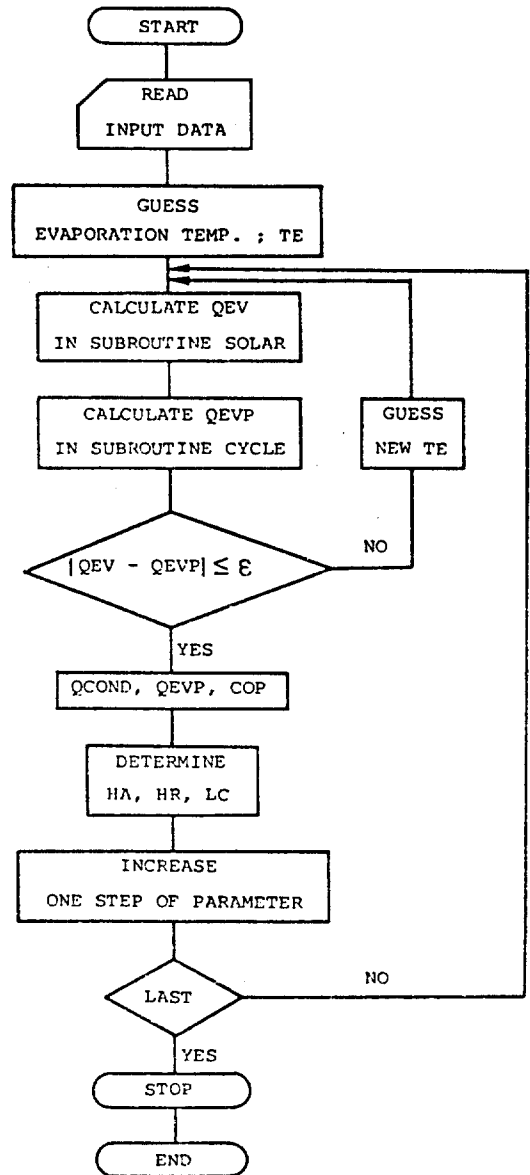 START
READ
INPUT DATA
GUESS
EVAPORATION TEMP. ; TE
CALCULATE QEV
IN SUBROUTINE SOLAR
CALCULATE QEVP
IN SUBROUTINE CYCLE
GUESS
NEW TE
|QEV - QEVP| ≤ ε
NO
YES
QCOND, QEVP, COP
DETERMINE
HA, HR, LC
INCREASE
ONE STEP OF PARAMETER
LAST
NO
YES
STOP
END